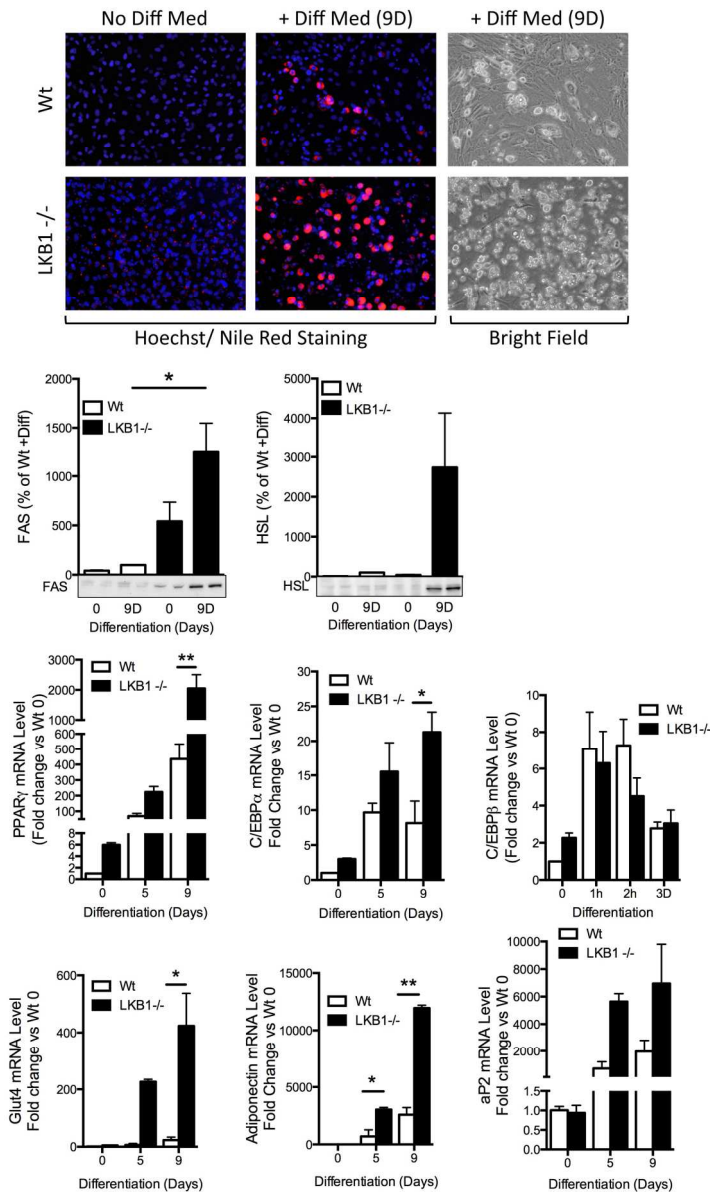 No Diff Med
+ Diff Med (9D)
+ Diff Med (9D)
Wt
LKB1 -/-
Hoechst/ Nile Red Staining
Bright Field
FAS (% of Wt +Diff)
2000
1500
1000
500
0
*
Wt
LKB1-/-
FAS
0 9D 0 9D
Differentiation (Days)
HSL (% of Wt +Diff)
5000
4000
3000
2000
1000
0
Wt
LKB1-/-
HSL
0 9D 0 9D
Differentiation (Days)
PPARγ mRNA Level
(Fold change vs Wt 0)
3000
2000
1000
600
500
400
300
200
100
8
6
4
2
0
Wt
LKB1 -/-
**
0 5 9
Differentiation (Days)
C/EBPα mRNA Level
Fold Change vs Wt 0)
25
20
15
10
5
0
Wt
LKB1 -/-
*
0 5 9
Differentiation (Days)
C/EBPβ mRNA Level
(Fold change vs Wt 0)
10
8
6
4
2
0
Wt
LKB1-/-
0 1h 2h 3D
Differentiation
Glut4 mRNA Level
Fold change vs Wt 0)
600
400
200
0
Wt
LKB1-/-
*
0 5 9
Differentiation (Days)
Adiponectin mRNA Level
Fold change vs Wt 0)
15000
10000
5000
0
Wt
LKB1-/-
*
**
0 5 9
Differentiation (Days)
aP2 mRNA Level
Fold change vs Wt 0)
10000
8000
6000
4000
2000
1.5
1.0
0.5
0.0
Wt
LKB1 -/-
0 5 9
Differentiation (Days)